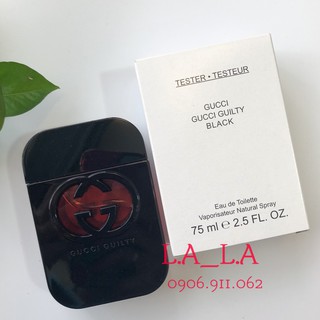 TESTER • TESTEUR
GUCCI
GUCCI GUILTY
BLACK
Eau de Toilette
Vaporisateur Natural Spray
75 ml ℮ 2.5 FL. OZ.
GUCCI GUILTY
LA_LA
0906.911.062